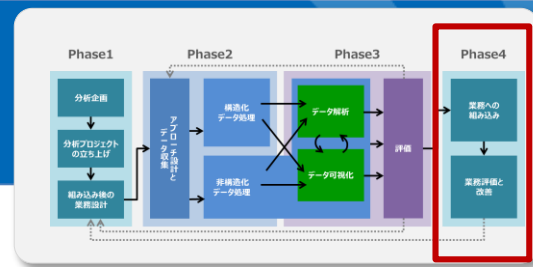 Phase1
Phase2
Phase3
Phase4
分析企画
分析プロジェクト
の立ち上げ
組み込み後の
業務設計
アプローチ設計と
データ収集
構造化
データ処理
非構造化
データ処理
データ解析
データ可視化
評価
業務への
組み込み
業務評価と
改善